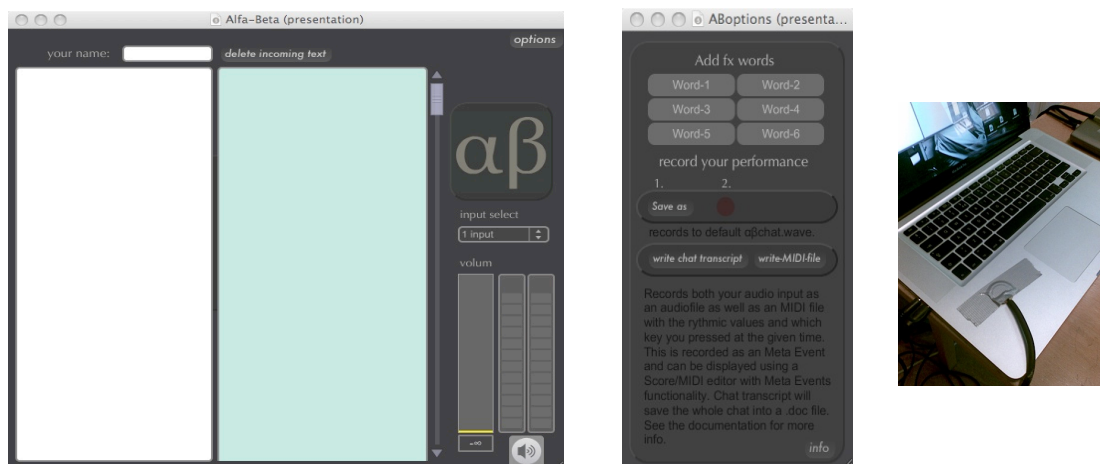 Alfa-Beta (presentation)
options
your name:
delete incoming text
αβ
input select
1 input
volum
-∞
ABoptions (presenta...
Add fx words
Word-1 Word-2
Word-3 Word-4
Word-5 Word-6
record your performance
1. 2.
Save as
records to default αβchat.wave.
write chat transcript write-MIDI-file
Records both your audio input as
an audiofile as well as an MIDI file
with the rythmic values and which
key you pressed at the given time.
This is recorded as an Meta Event
and can be displayed using a
Score/MIDI editor with Meta Events
functionality. Chat transcript will
save the whole chat into a .doc file.
See the documentation for more
info.
info